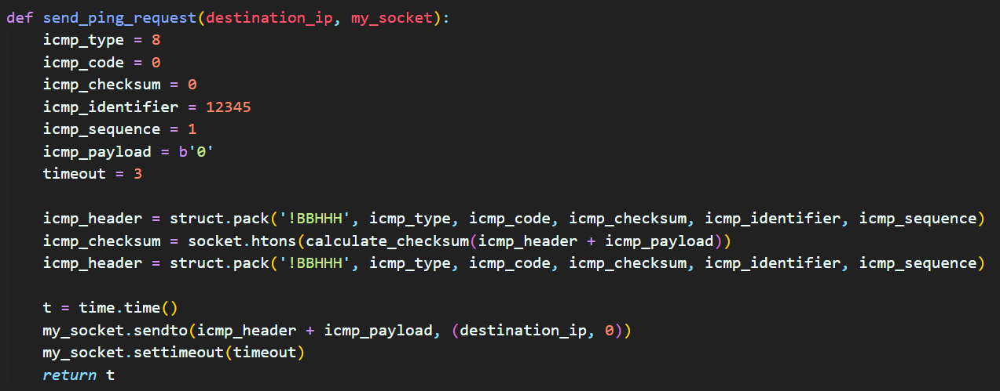 def send_ping_request(destination_ip, my_socket):
    icmp_type = 8
    icmp_code = 0
    icmp_checksum = 0
    icmp_identifier = 12345
    icmp_sequence = 1
    icmp_payload = b'0'
    timeout = 3

    icmp_header = struct.pack('!BBHHH', icmp_type, icmp_code, icmp_checksum, icmp_identifier, icmp_sequence)
    icmp_checksum = socket.htons(calculate_checksum(icmp_header + icmp_payload))
    icmp_header = struct.pack('!BBHHH', icmp_type, icmp_code, icmp_checksum, icmp_identifier, icmp_sequence)

    t = time.time()
    my_socket.sendto(icmp_header + icmp_payload, (destination_ip, 0))
    my_socket.settimeout(timeout)
    return t